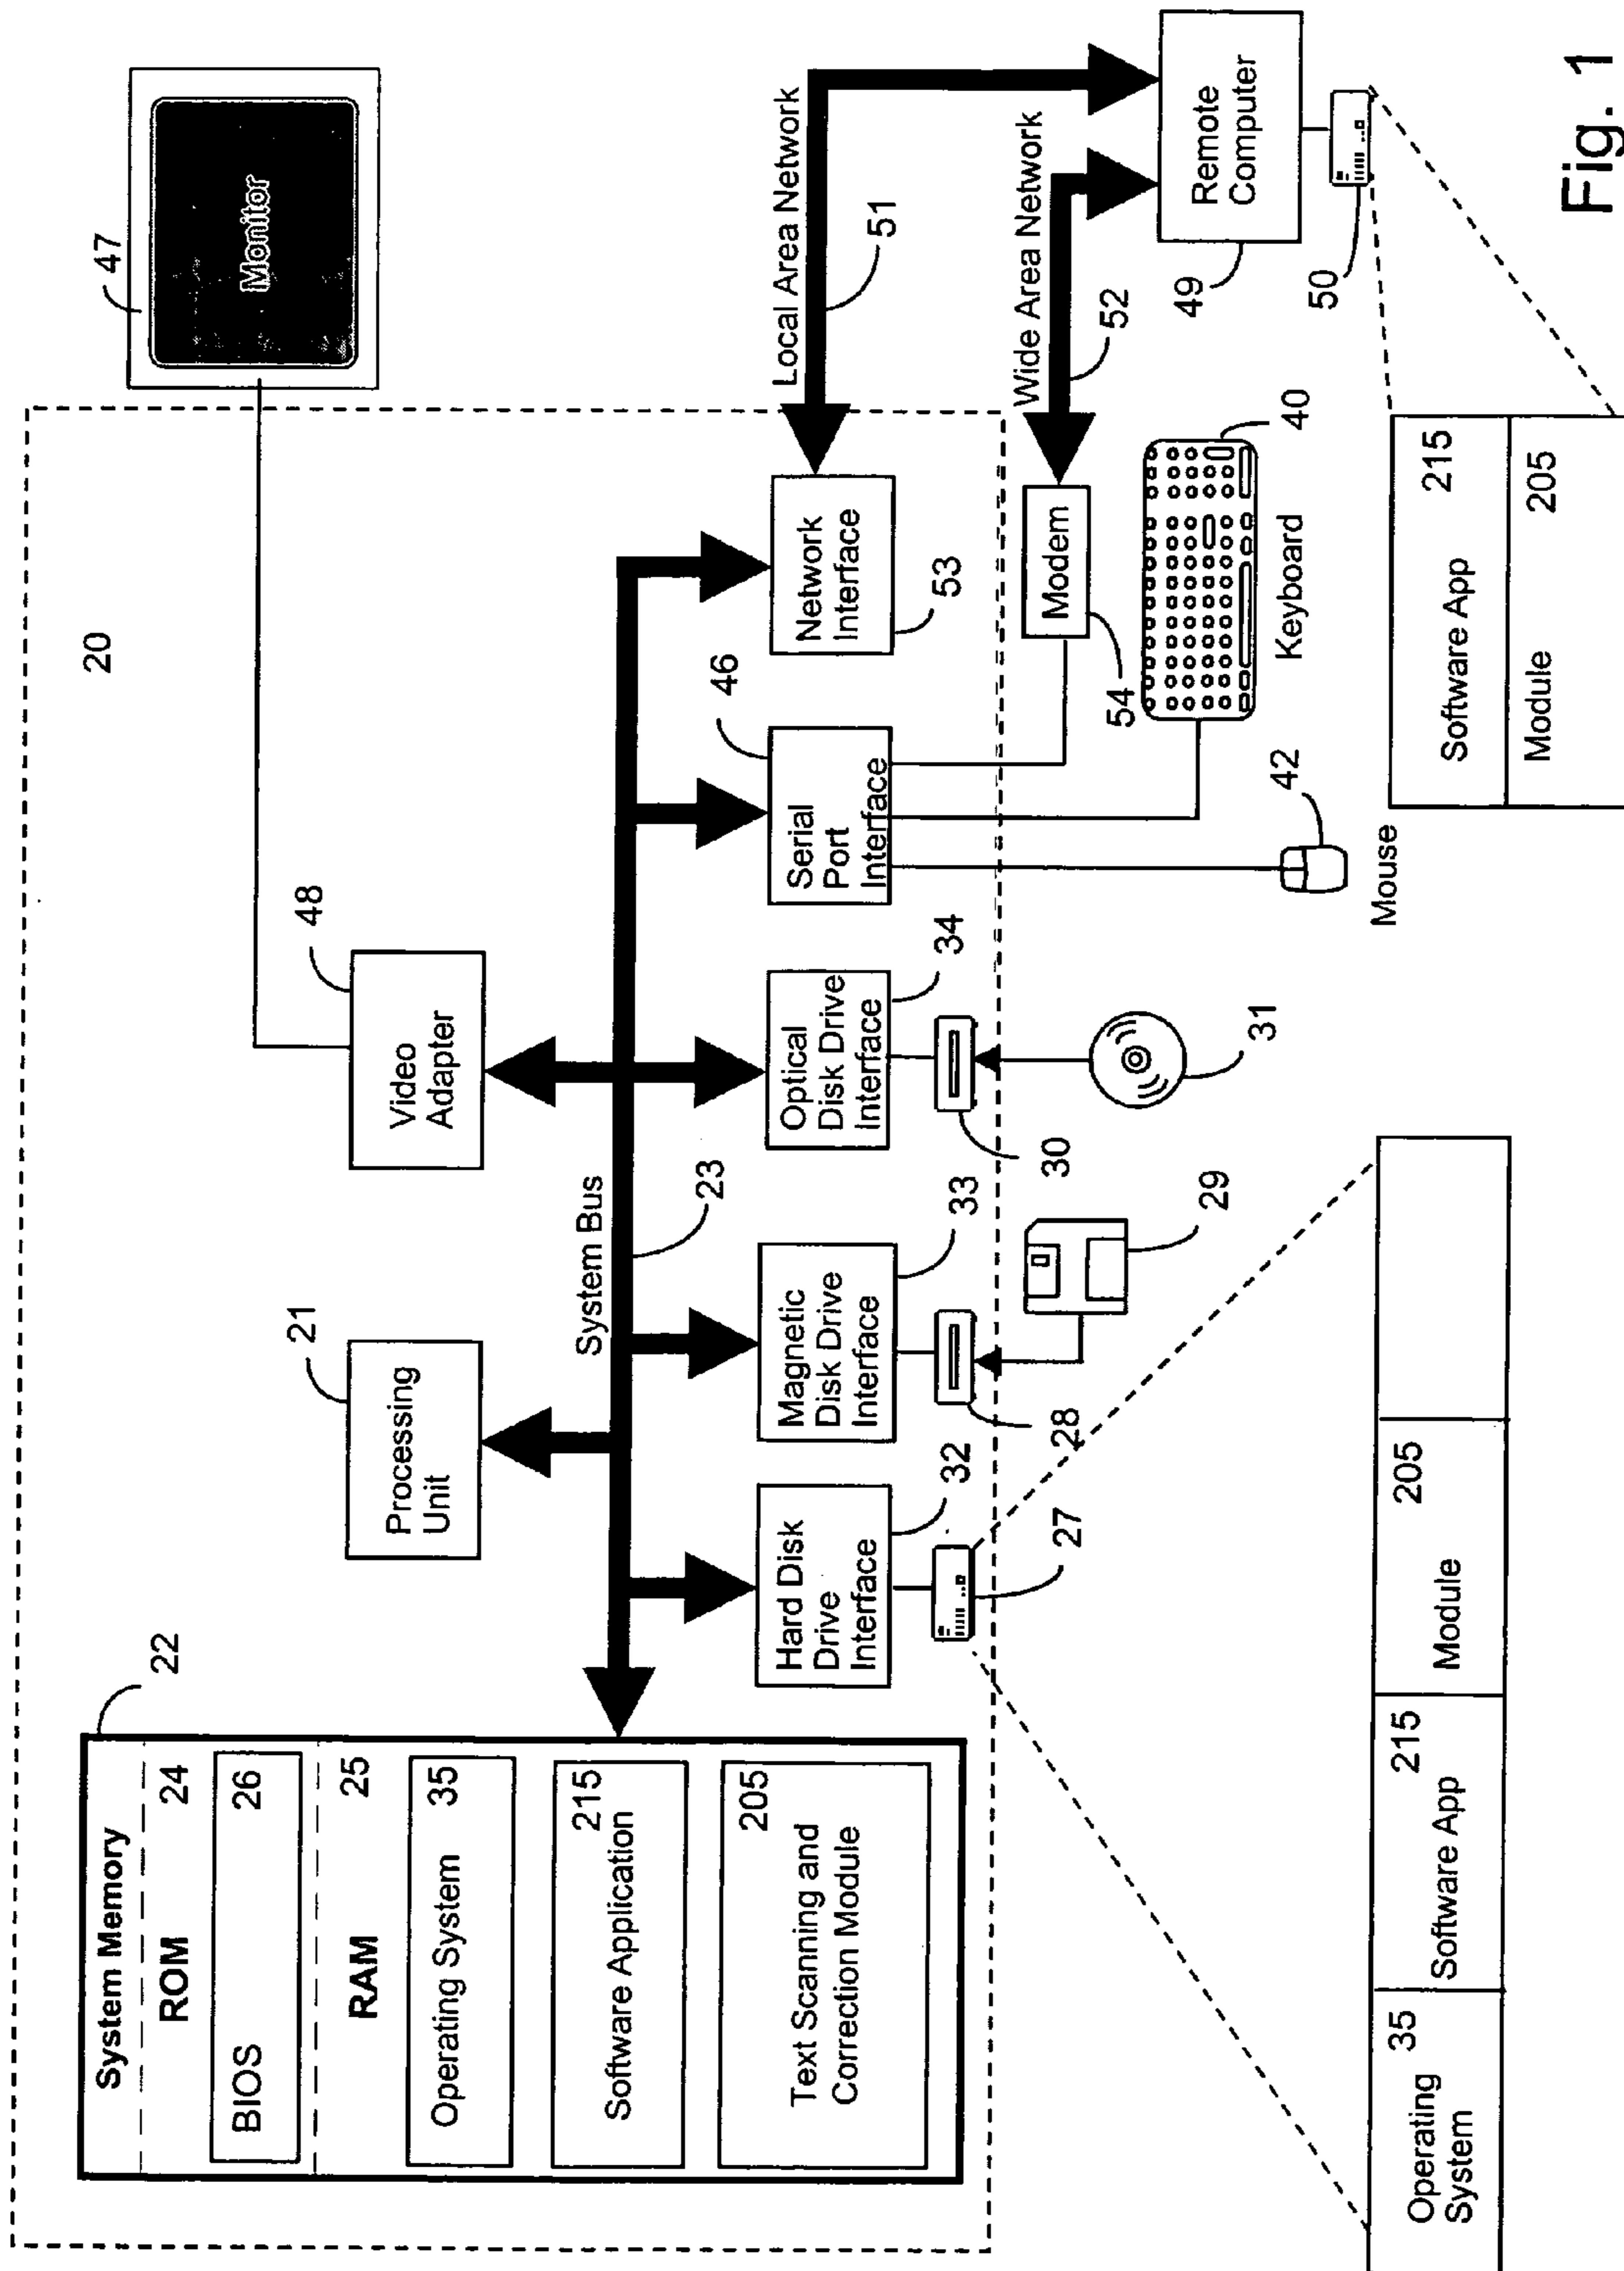 20
47
Monitor
System Memory
22
ROM
24
BIOS
26
RAM
25
Operating System
35
Software Application
215
Text Scanning and
Correction Module
205
21
Processing
Unit
48
Video
Adapter
System Bus
23
Hard Disk
Drive
Interface
32
Magnetic
Disk Drive
Interface
33
Optical
Disk Drive
Interface
34
Serial
Port
Interface
46
Network
Interface
53
Local Area Network
51
27
28
29
30
31
Modem
54
Wide Area Network
52
Keyboard
40
Mouse
42
Remote
Computer
49
50
Operating
System
35
Software App
215
Module
205
Software App
215
Module
205
Fig. 1